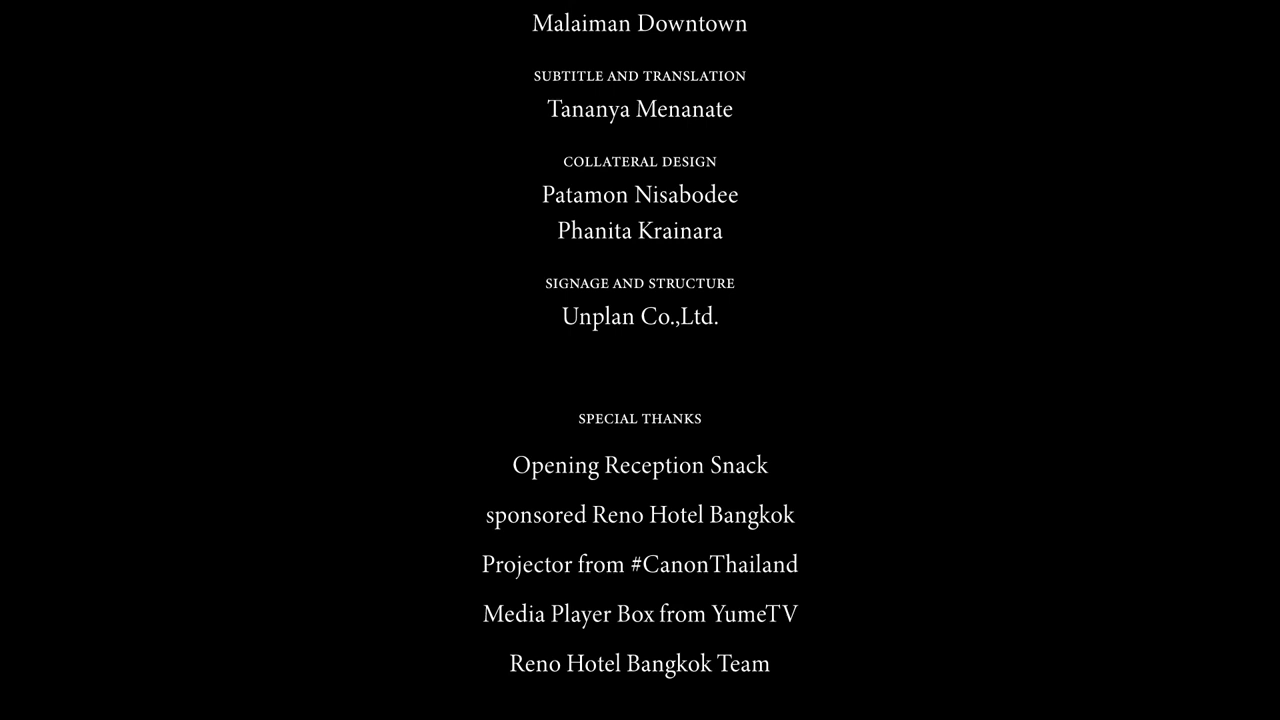 Malaiman Downtown
SUBTITLE AND TRANSLATION
Tananya Menanate
COLLATERAL DESIGN
Patamon Nisabodee
Phanita Krainara
SIGNAGE AND STRUCTURE
Unplan Co.,Ltd.
SPECIAL THANKS
Opening Reception Snack
sponsored Reno Hotel Bangkok
Projector from #CanonThailand
Media Player Box from YumeTV
Reno Hotel Bangkok Team